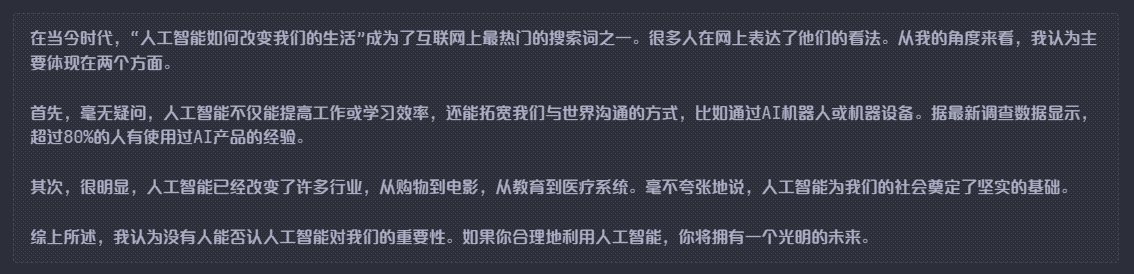 在当今时代，“人工智能如何改变我们的生活”成为了互联网上最热门的搜索词之一。很多人在网上表达了他们的看法。从我的角度来看，我认为主
要体现在两个方面。
首先，毫无疑问，人工智能不仅能提高工作或学习效率，还能拓宽我们与世界沟通的方式，比如通过AI机器人或机器设备。据最新调查数据显示，
超过80%的人有使用过AI产品的经验。
其次，很明显，人工智能已经改变了许多行业，从购物到电影，从教育到医疗系统。毫不夸张地说，人工智能为我们的社会奠定了坚实的基础。
综上所述，我认为没有人能否认人工智能对我们的重要性。如果你合理地利用人工智能，你将拥有一个光明的未来。